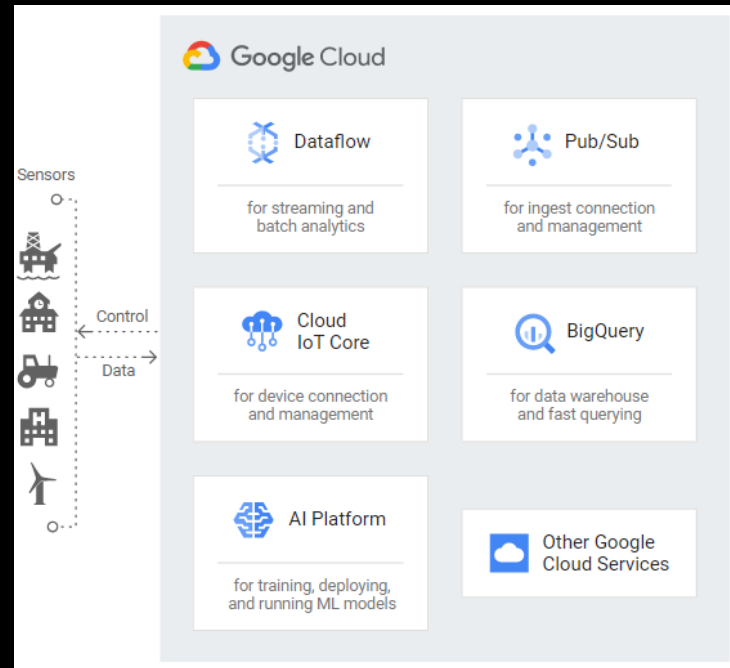 Google Cloud
Dataflow
for streaming and
batch analytics
Pub/Sub
for ingest connection
and management
Sensors
Control
Data
Cloud
IoT Core
for device connection
and management
BigQuery
for data warehouse
and fast querying
AI Platform
for training, deploying,
and running ML models
Other Google
Cloud Services
H